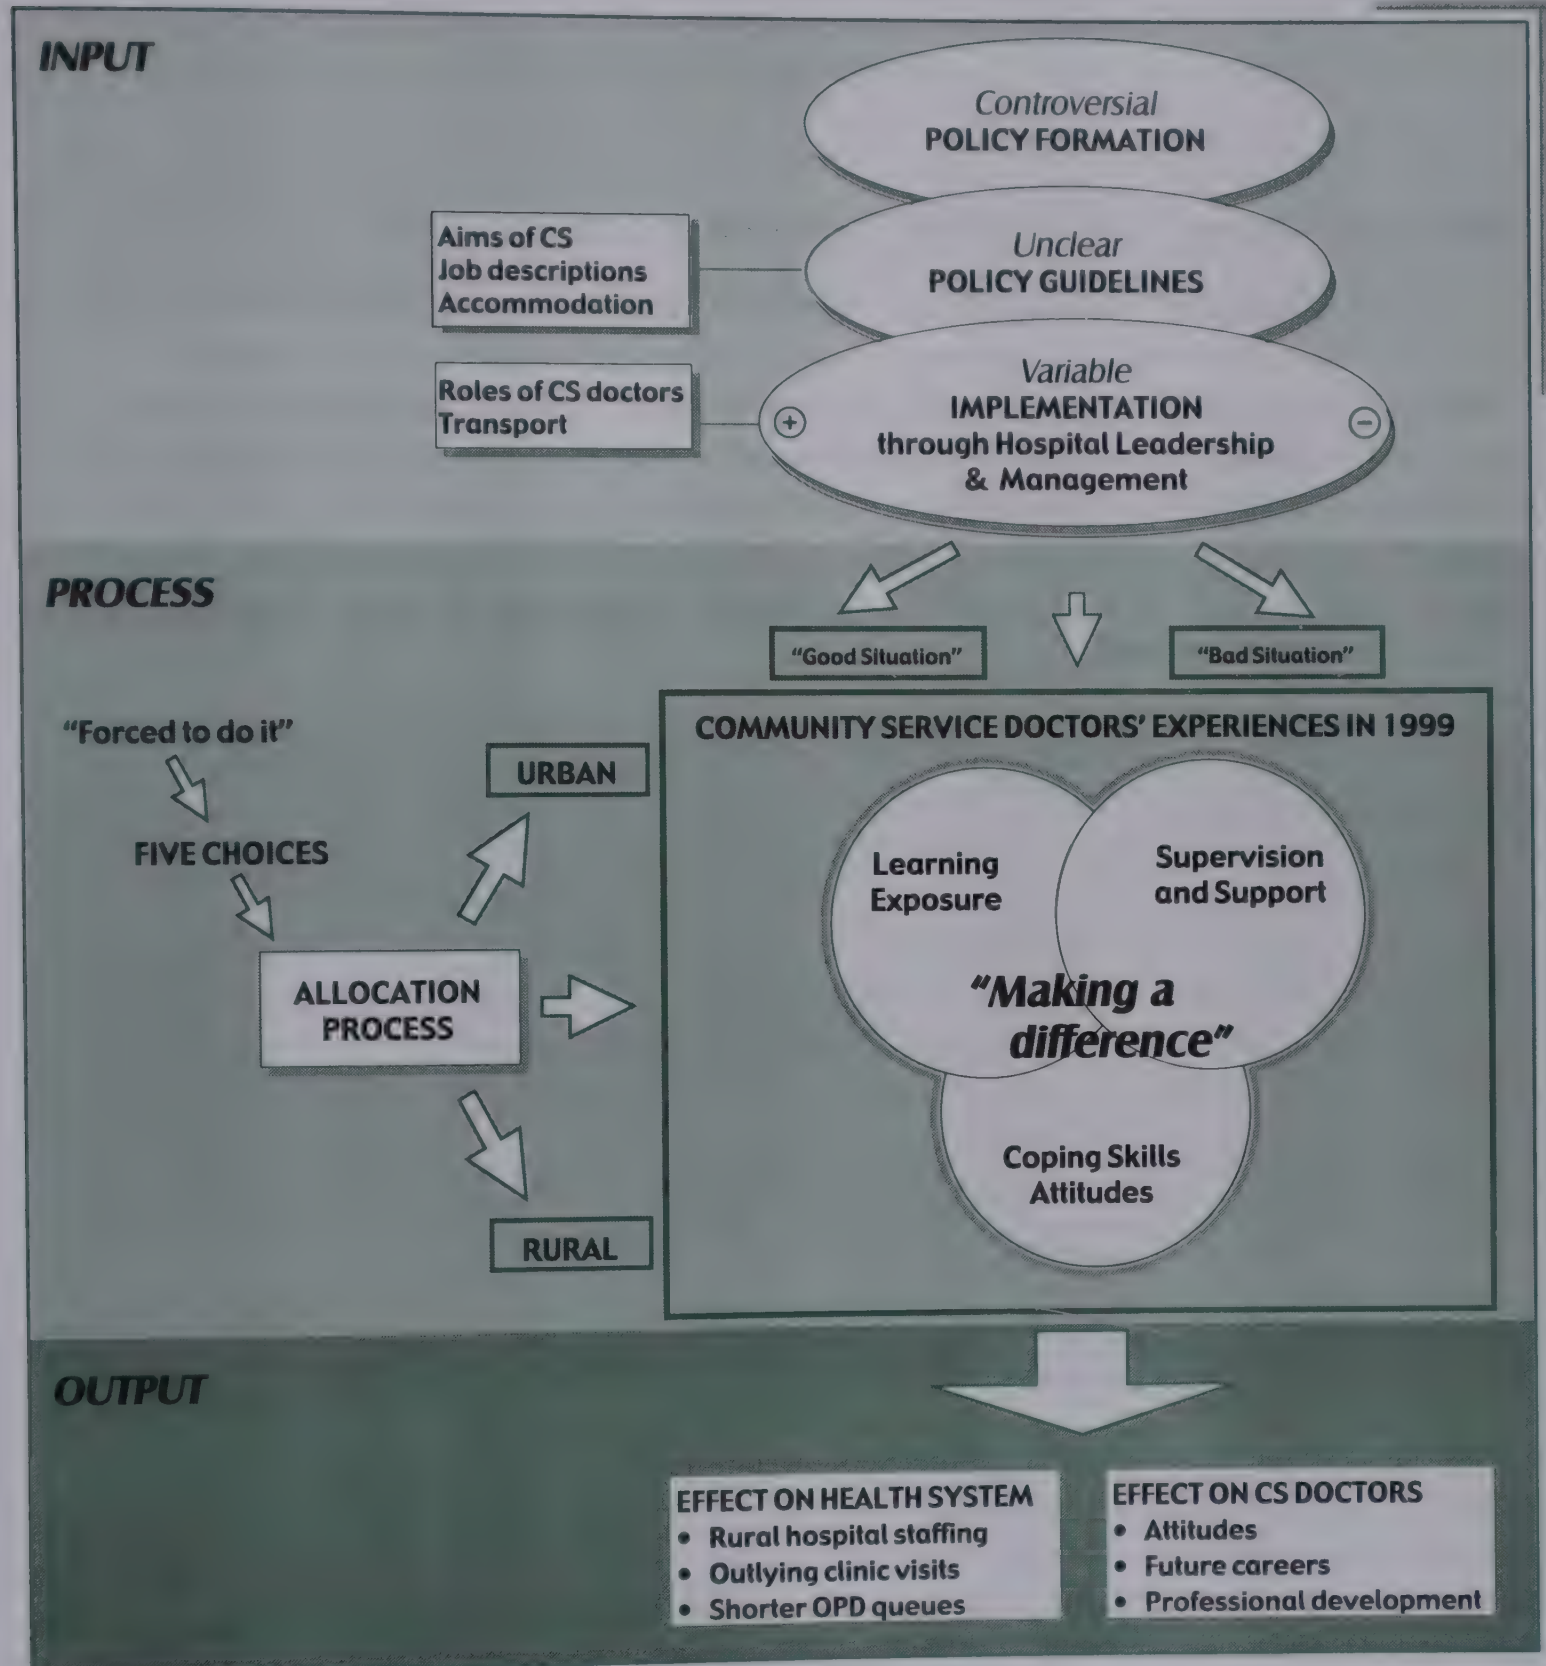 INPUT
Controversial
POLICY FORMATION
Aims of CS
Job descriptions
Accommodation
Unclear
POLICY GUIDELINES
Roles of CS doctors
Transport
+
Variable
IMPLEMENTATION
through Hospital Leadership
& Management
−
PROCESS
"Good Situation"
"Bad Situation"
"Forced to do it"
FIVE CHOICES
ALLOCATION
PROCESS
URBAN
RURAL
COMMUNITY SERVICE DOCTORS' EXPERIENCES IN 1999
Learning
Exposure
Supervision
and Support
"Making a
difference"
Coping Skills
Attitudes
OUTPUT
EFFECT ON HEALTH SYSTEM
• Rural hospital staffing
• Outlying clinic visits
• Shorter OPD queues
EFFECT ON CS DOCTORS
• Attitudes
• Future careers
• Professional development